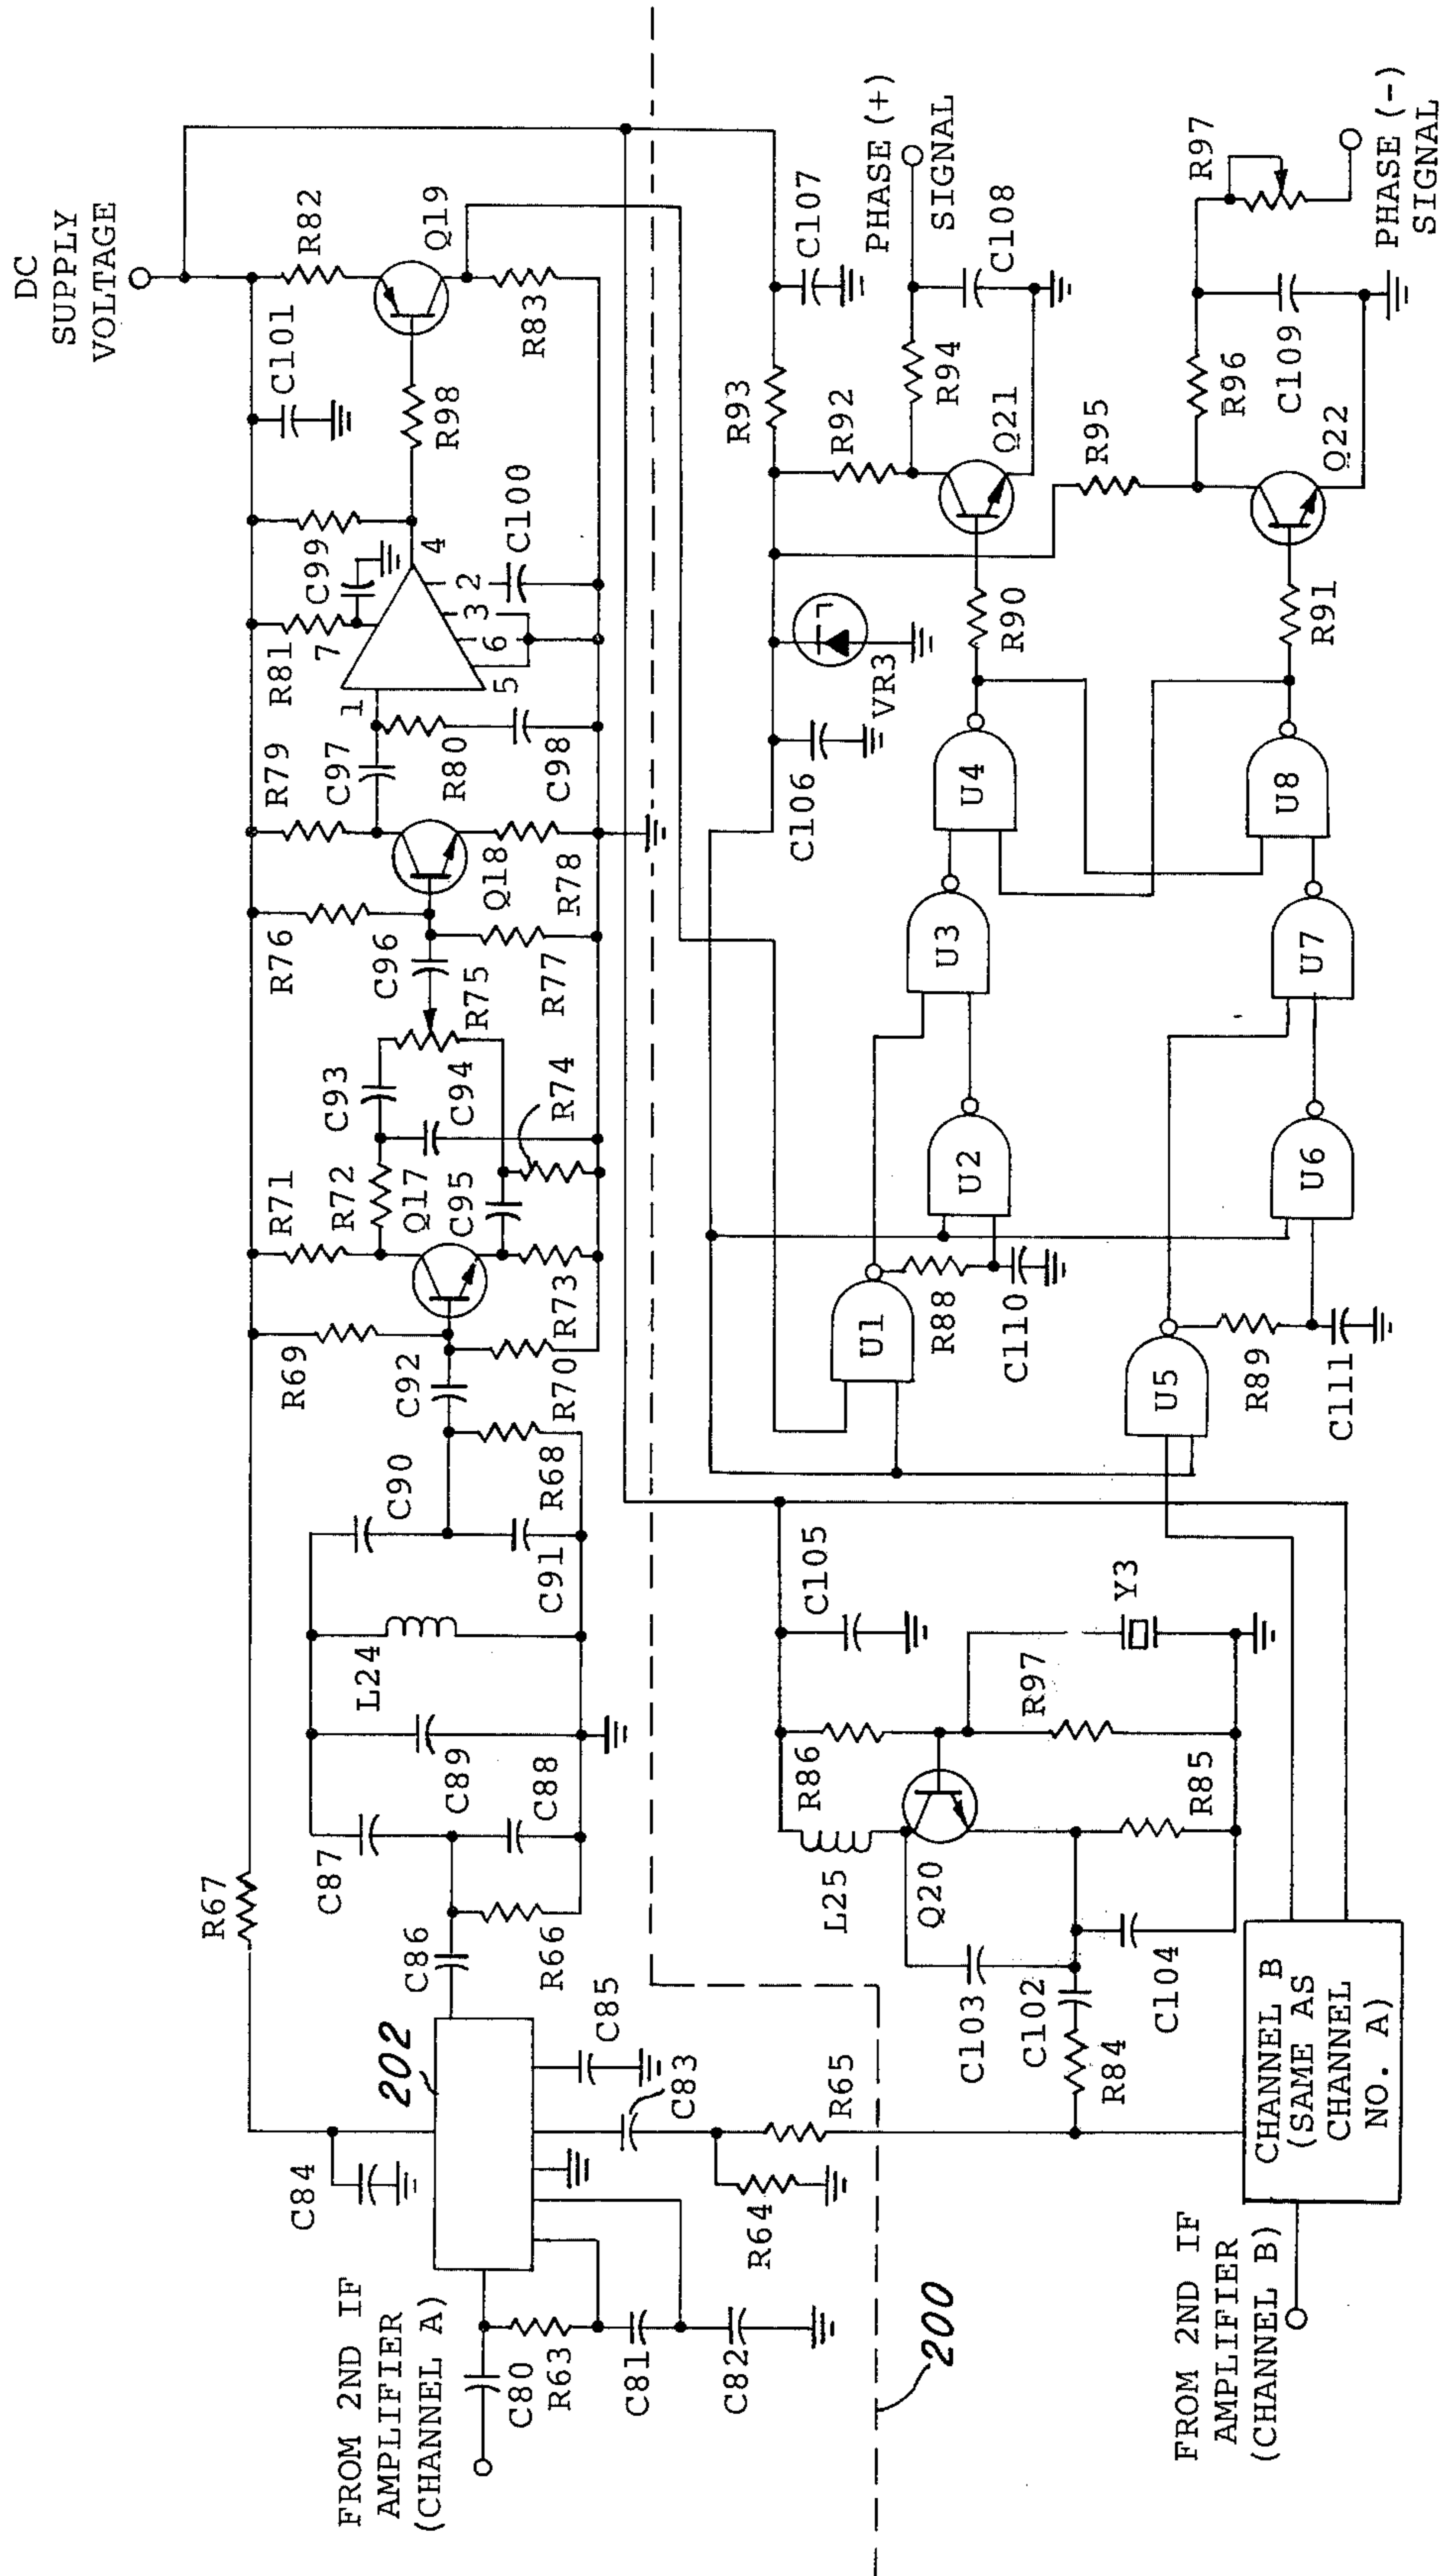 DC
SUPPLY
VOLTAGE
R67
C101
R82
R69
R71
R76
R79
R81
C99
Q19
C84
202
C86
C87
L24
C90
C92
R72
C93
C96
C97
1
7
4
R98
FROM 2ND IF
AMPLIFIER
(CHANNEL A)
C89
Q17
C94
R75
Q18
R80
5
6
3
2
C100
R83
C80
R63
R66
C88
C91
R68
R70
R73
C95
R74
R77
R78
C98
C85
C83
C81
C82
R64
R65
200
R93
C107
C106
VR3
R92
PHASE (+)
SIGNAL
C105
U1
R88
C110
U2
U3
U4
R90
Q21
R94
C108
L25
R86
Q20
R97
Y3
R95
C103
C102
R84
C104
R85
U5
R89
C111
U6
U7
U8
R91
Q22
R96
C109
R97
PHASE (-)
SIGNAL
FROM 2ND IF
AMPLIFIER
(CHANNEL B)
CHANNEL B
(SAME AS
CHANNEL
NO. A)